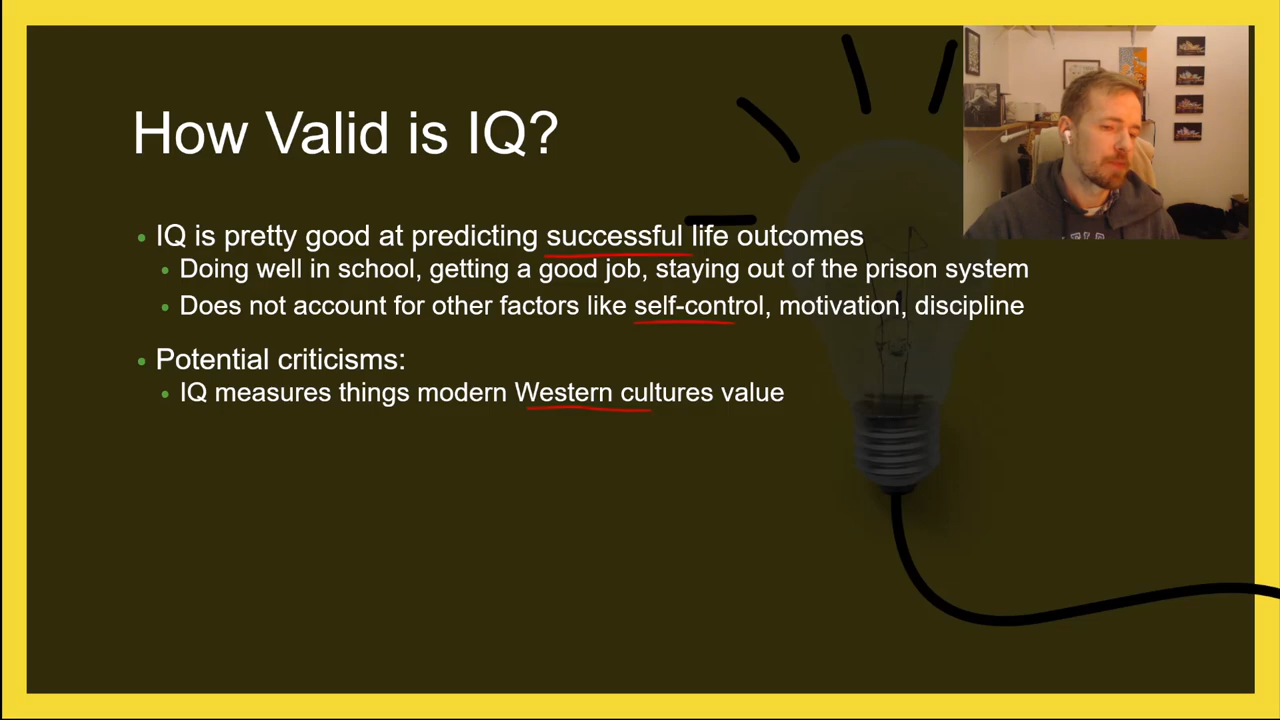 How Valid is IQ?
• IQ is pretty good at predicting successful life outcomes
• Doing well in school, getting a good job, staying out of the prison system
• Does not account for other factors like self-control, motivation, discipline
• Potential criticisms:
• IQ measures things modern Western cultures value